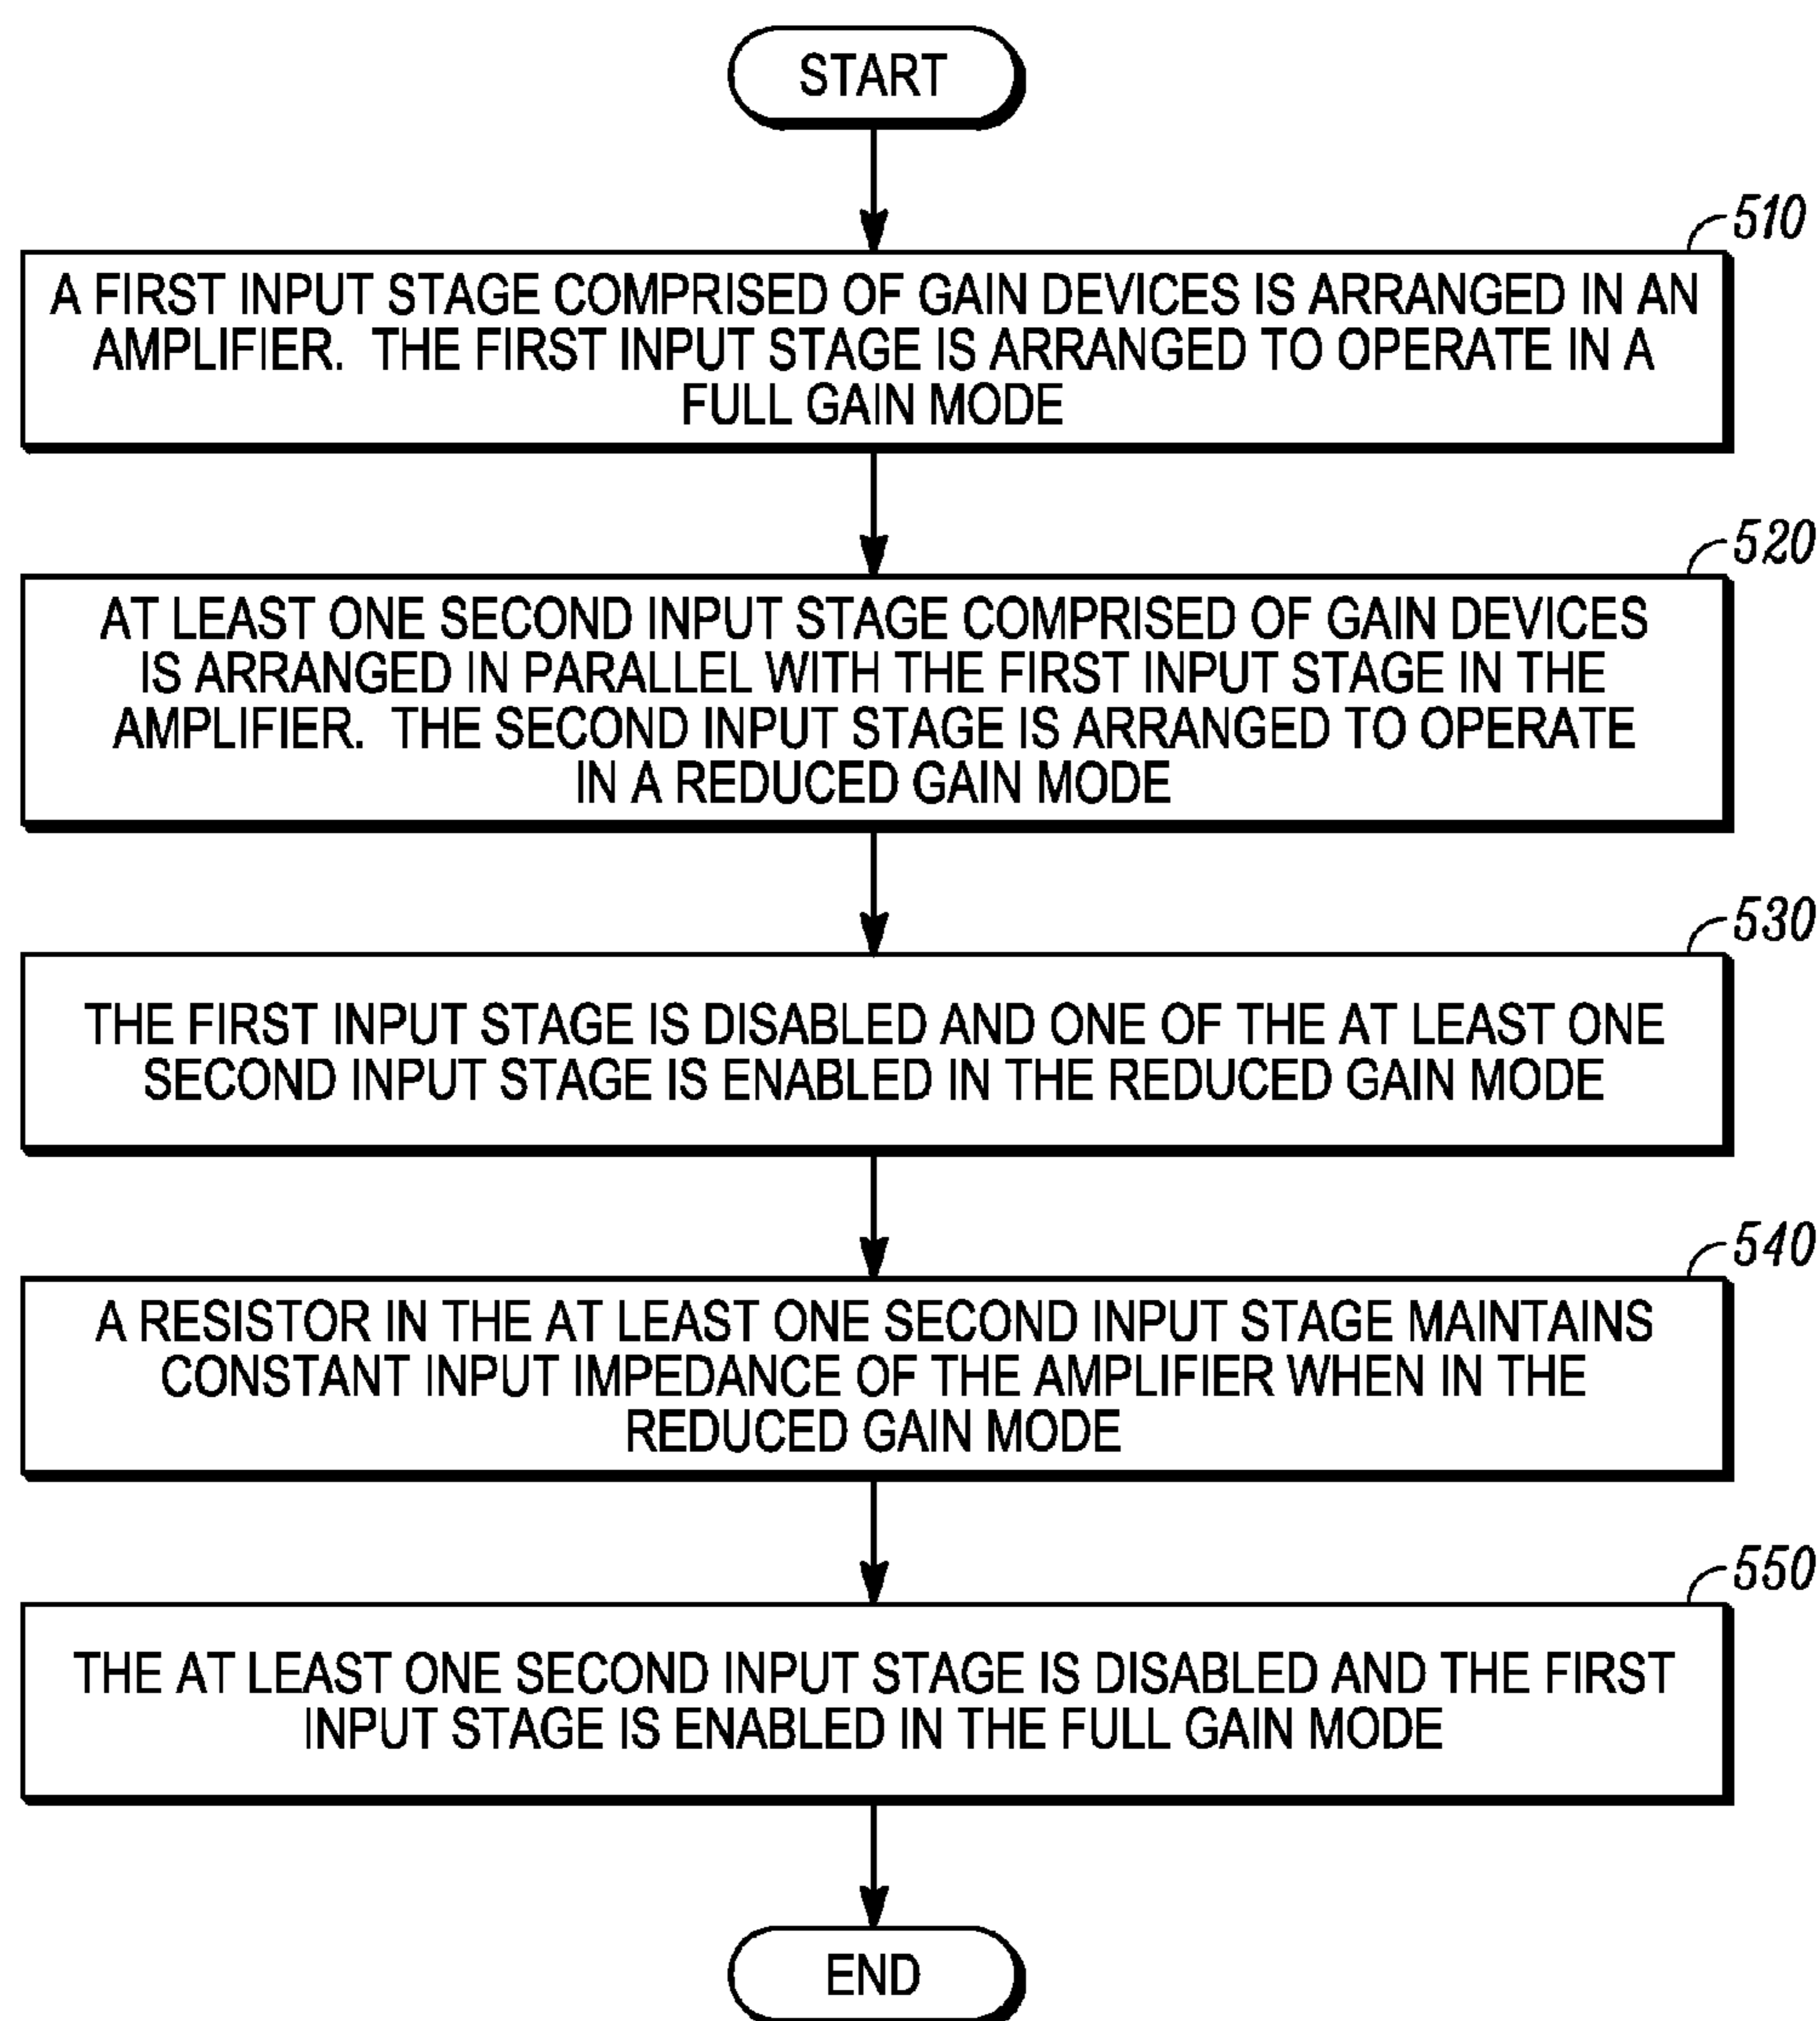 START
510
A FIRST INPUT STAGE COMPRISED OF GAIN DEVICES IS ARRANGED IN AN
AMPLIFIER. THE FIRST INPUT STAGE IS ARRANGED TO OPERATE IN A
FULL GAIN MODE
520
AT LEAST ONE SECOND INPUT STAGE COMPRISED OF GAIN DEVICES
IS ARRANGED IN PARALLEL WITH THE FIRST INPUT STAGE IN THE
AMPLIFIER. THE SECOND INPUT STAGE IS ARRANGED TO OPERATE
IN A REDUCED GAIN MODE
530
THE FIRST INPUT STAGE IS DISABLED AND ONE OF THE AT LEAST ONE
SECOND INPUT STAGE IS ENABLED IN THE REDUCED GAIN MODE
540
A RESISTOR IN THE AT LEAST ONE SECOND INPUT STAGE MAINTAINS
CONSTANT INPUT IMPEDANCE OF THE AMPLIFIER WHEN IN THE
REDUCED GAIN MODE
550
THE AT LEAST ONE SECOND INPUT STAGE IS DISABLED AND THE FIRST
INPUT STAGE IS ENABLED IN THE FULL GAIN MODE
END